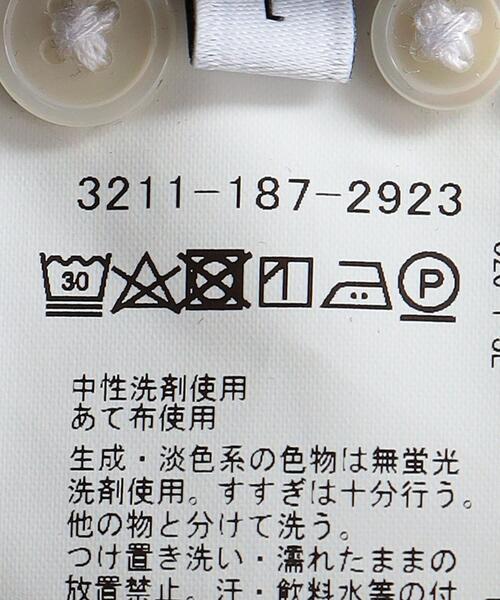 3211-187-2923
30 P
中性洗剤使用
あて布使用
生成・淡色系の色物は無蛍光
洗剤使用。すすぎは十分行う。
他の物と分けて洗う。
つけ置き洗い・濡れたままの
放置禁止。汗・飲料水等の付